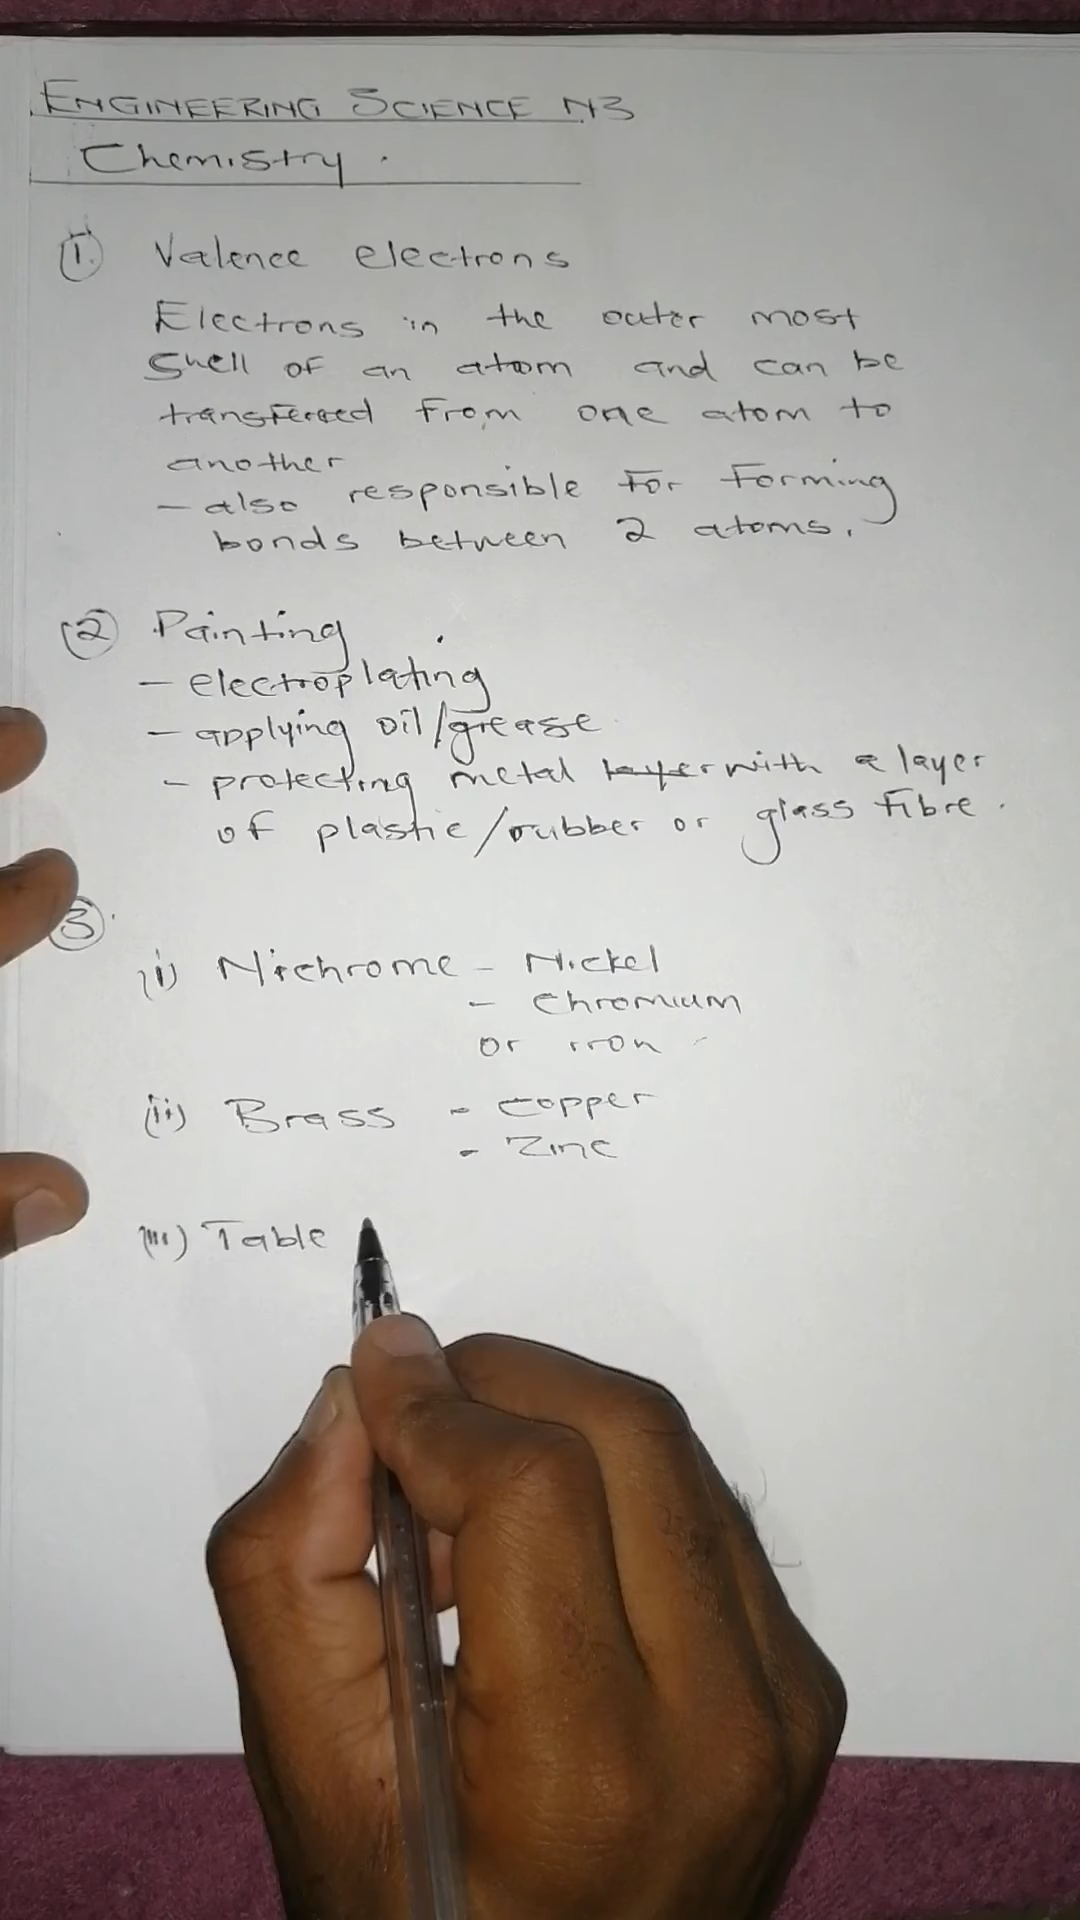 ENGINEERING SCIENCE N3
Chemistry.
1. Valence electrons
Electrons in the outer most
shell of an atom and can be
transferred from one atom to
another
- also responsible for forming
bonds between 2 atoms.
(2) Painting
- electroplating
- applying oil/grease
- protecting metal layer with a layer
of plastic/rubber or glass fibre.
3.
(i) Nichrome - Nickel
- Chromium
or iron
(ii) Brass - copper
- Zinc
(iii) Table